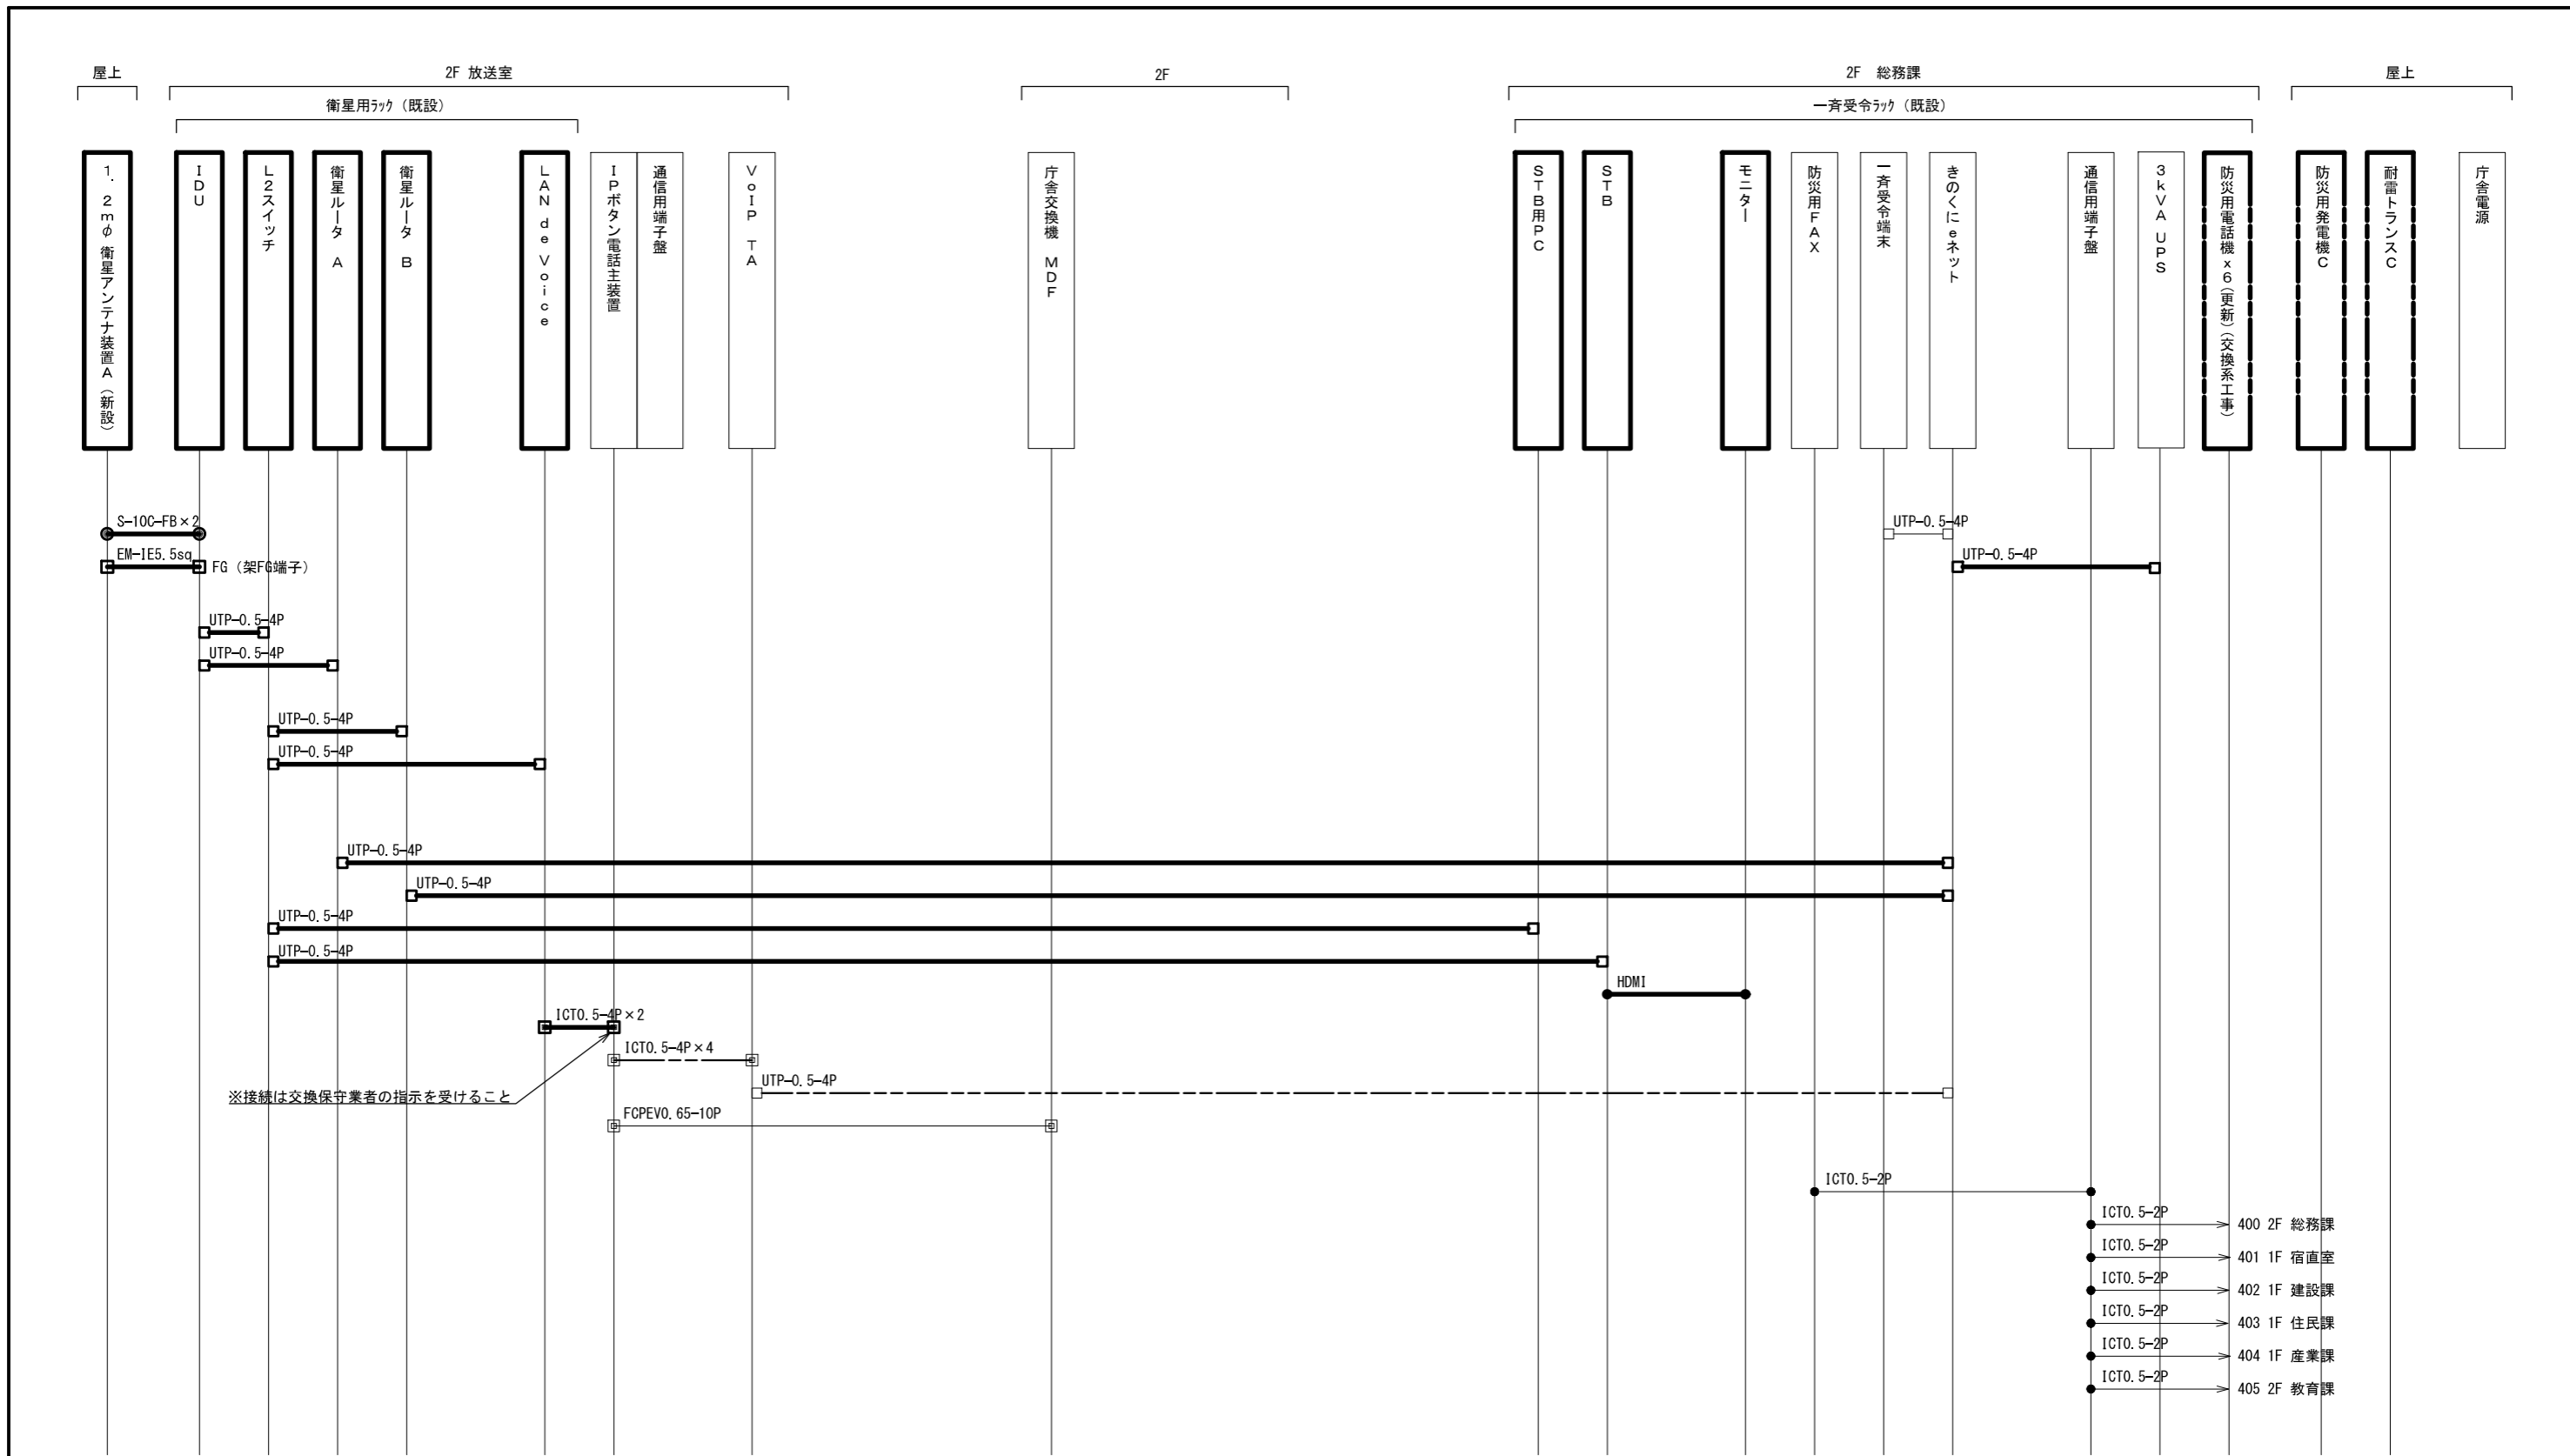 屋上
2F 放送室
2F
2F 総務課
屋上
衛星用ﾗｯｸ（既設）
一斉受令ﾗｯｸ（既設）
１．２ｍφ 衛星アンテナ装置Ａ（新設）
ＩＤＵ
Ｌ２スイッチ
衛星ルータ Ａ
衛星ルータ Ｂ
ＬＡＮ ｄｅ Ｖｏｉｃｅ
ＩＰボタン電話主装置
通信用端子盤
ＶｏＩＰ ＴＡ
庁舎交換機 ＭＤＦ
ＳＴＢ用ＰＣ
ＳＴＢ
モニター
防災用ＦＡＸ
一斉受令端末
きのくにｅネット
通信用端子盤
３ｋＶＡ ＵＰＳ
防災用電話機ｘ６（更新）（交換系工事）
防災用発電機Ｃ
耐雷トランスＣ
庁舎電源
S-10C-FB×2
UTP-0.5-4P
EM-IE5.5sq
FG（架FG端子）
UTP-0.5-4P
UTP-0.5-4P
UTP-0.5-4P
UTP-0.5-4P
UTP-0.5-4P
UTP-0.5-4P
UTP-0.5-4P
UTP-0.5-4P
UTP-0.5-4P
HDMI
ICT0.5-4P×2
ICT0.5-4P×4
UTP-0.5-4P
※接続は交換保守業者の指示を受けること
FCPEV0.65-10P
ICT0.5-2P
ICT0.5-2P
400 2F 総務課
ICT0.5-2P
401 1F 宿直室
ICT0.5-2P
402 1F 建設課
ICT0.5-2P
403 1F 住民課
ICT0.5-2P
404 1F 産業課
ICT0.5-2P
405 2F 教育課